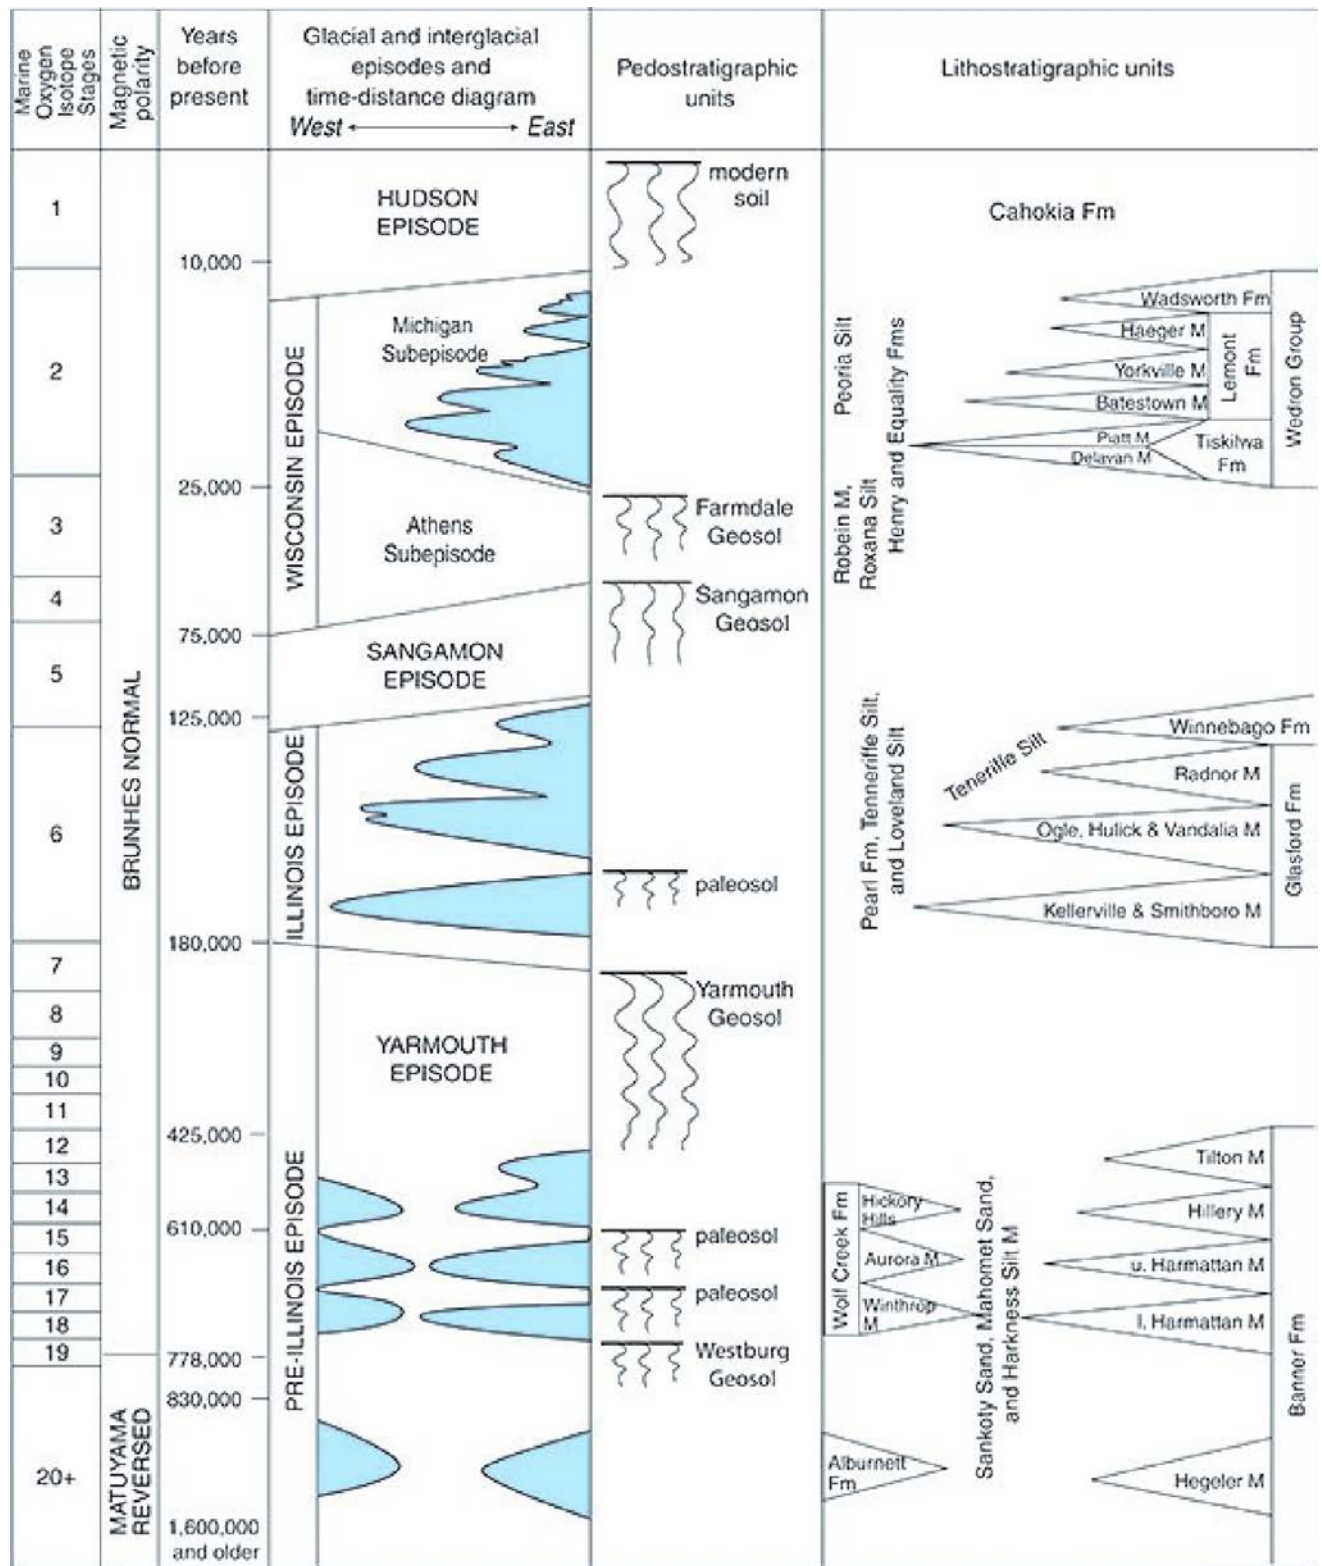 Marine
Oxygen
Isotope
Stages
Magnetic
polarity
Years
before
present
Glacial and interglacial
episodes and
time-distance diagram
West
East
Pedostratigraphic
units
Lithostratigraphic units
1
2
3
4
5
6
7
8
9
10
11
12
13
14
15
16
17
18
19
20+
BRUNHES NORMAL
MATUYAMA
REVERSED
10,000
25,000
75,000
125,000
180,000
425,000
610,000
778,000
830,000
1,600,000
and older
HUDSON
EPISODE
WISCONSIN EPISODE
Michigan
Subepisode
Athens
Subepisode
SANGAMON
EPISODE
ILLINOIS EPISODE
YARMOUTH
EPISODE
PRE-ILLINOIS EPISODE
modern
soil
Farmdale
Geosol
Sangamon
Geosol
paleosol
Yarmouth
Geosol
paleosol
paleosol
Westburg
Geosol
Cahokia Fm
Peoria Silt
Henry and Equality Fms
Robein M,
Roxana Silt
Wadsworth Fm
Haeger M
Yorkville M
Batestown M
Lemont
Fm
Piatt M
Delavan M
Tiskilwa
Fm
Wedron Group
Pearl Fm, Tenneriffe Silt,
and Loveland Silt
Teneriffe Silt
Winnebago Fm
Radnor M
Ogle, Hulick & Vandalia M
Kellerville & Smithboro M
Glasford Fm
Wolf Creek Fm
Hickory
Hills
Aurora M
Winthrop
M
Alburnett
Fm
Sankoty Sand, Mahomet Sand,
and Harkness Silt M
Tilton M
Hillery M
u. Harmattan M
l. Harmattan M
Hegeler M
Banner Fm